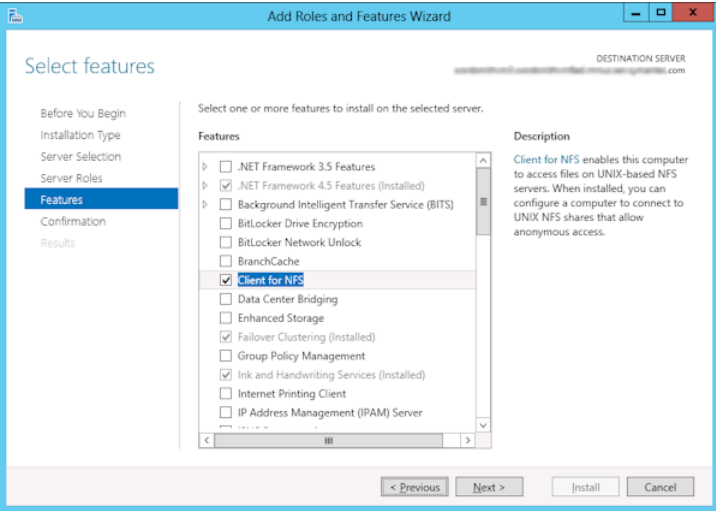 Add Roles and Features Wizard
Select features
DESTINATION SERVER
.com
Before You Begin
Installation Type
Server Selection
Server Roles
Features
Confirmation
Results
Select one or more features to install on the selected server.
Features
.NET Framework 3.5 Features
.NET Framework 4.5 Features (Installed)
Background Intelligent Transfer Service (BITS)
BitLocker Drive Encryption
BitLocker Network Unlock
BranchCache
Client for NFS
Data Center Bridging
Enhanced Storage
Failover Clustering (Installed)
Group Policy Management
Ink and Handwriting Services (Installed)
Internet Printing Client
IP Address Management (IPAM) Server
Description
Client for NFS enables this computer
to access files on UNIX-based NFS
servers. When installed, you can
configure a computer to connect to
UNIX NFS shares that allow
anonymous access.
< Previous
Next >
Install
Cancel